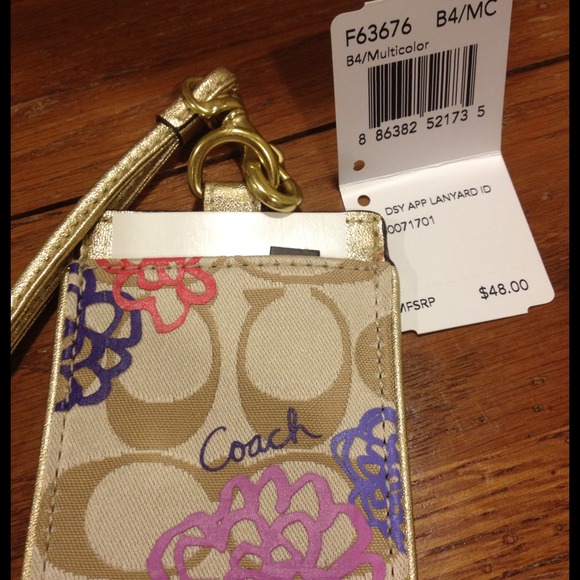 F63676 B4/MC
B4/Multicolor
8 86382 52173 5
DSY APP LANYARD ID
0071701
MFSRP $48.00
Coach